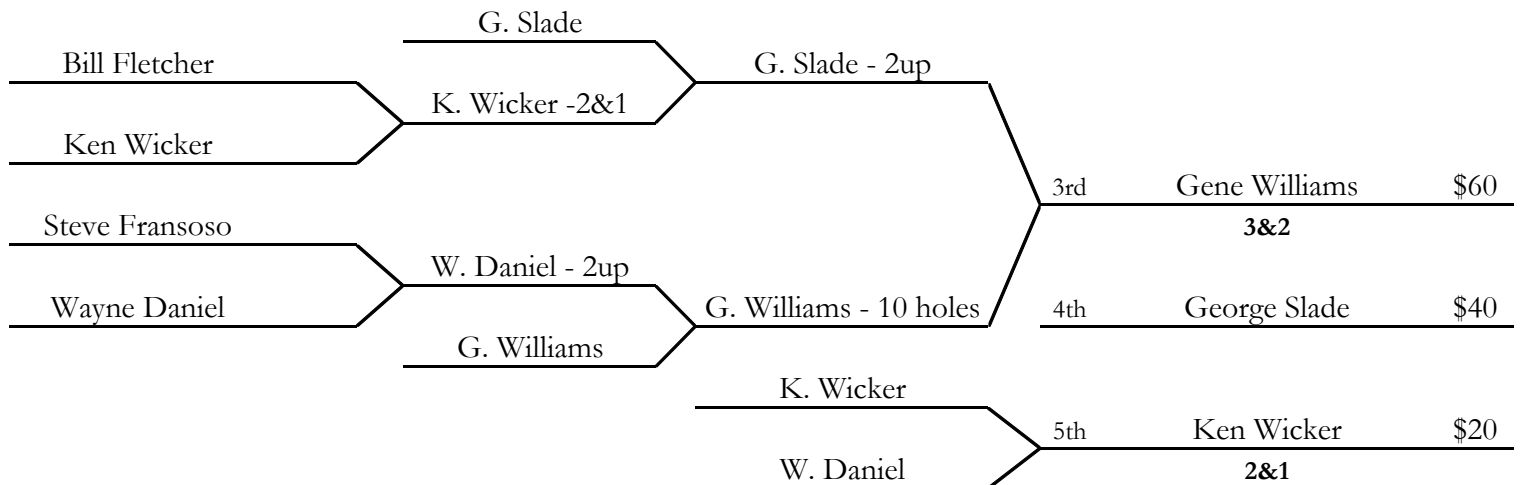 G. Slade
Bill Fletcher
G. Slade - 2up
K. Wicker -2&1
Ken Wicker
3rd Gene Williams $60
3&2
Steve Fransoso
W. Daniel - 2up
Wayne Daniel
G. Williams - 10 holes
4th George Slade $40
G. Williams
K. Wicker
5th Ken Wicker $20
W. Daniel
2&1